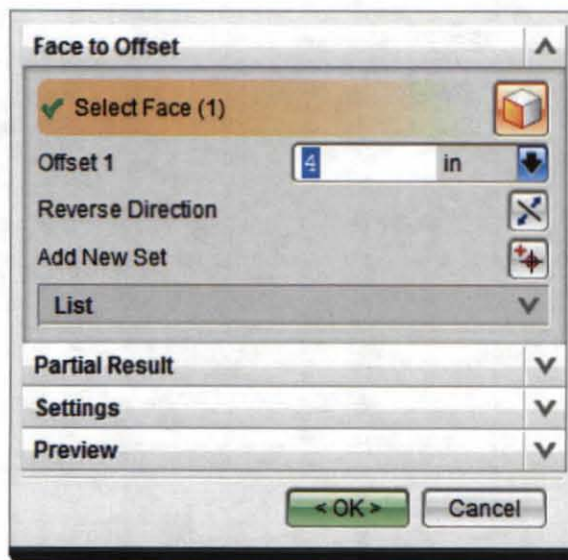 Face to Offset
Select Face (1)
Offset 1 4 in
Reverse Direction
Add New Set
List
Partial Result
Settings
Preview
< OK > Cancel